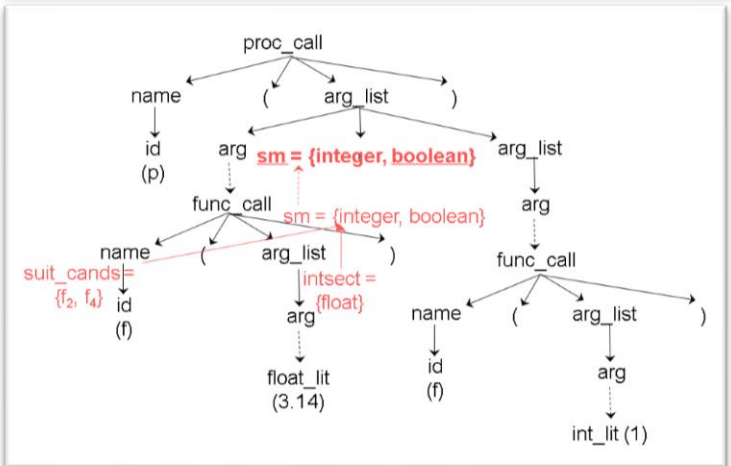 proc_call
name ( arg_list )
id arg sm = {integer, boolean} arg_list
(p)
func_call arg
sm = {integer, boolean}
name ( arg_list ) func_call
suit_cands= intsect =
{f₂, f₄} id {float}
(f) arg name ( arg_list )
float_lit id arg
(3.14) (f)
int_lit (1)